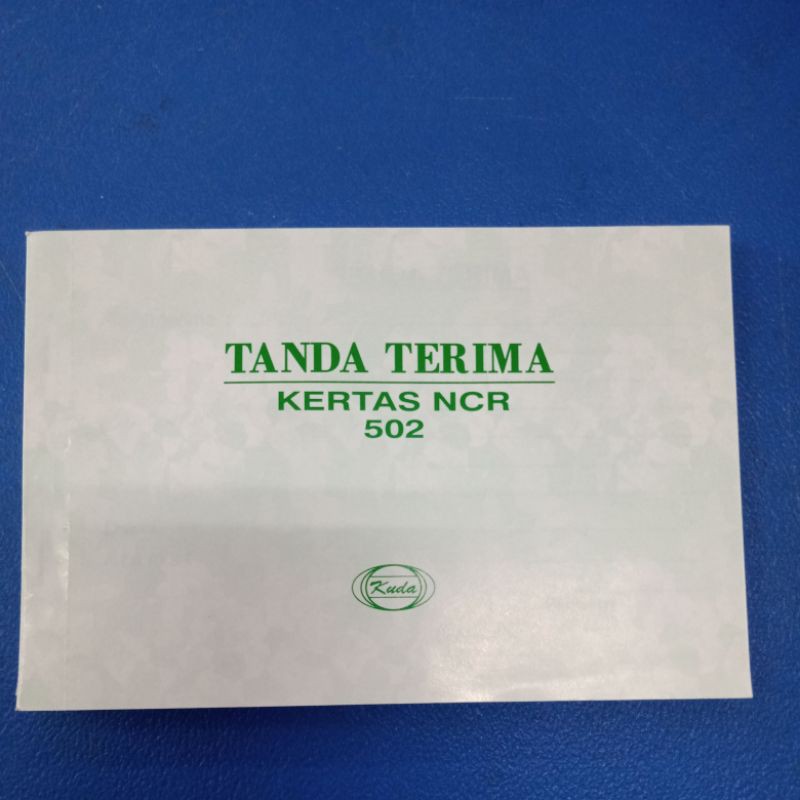 TANDA TERIMA
KERTAS NCR
502
Kuda